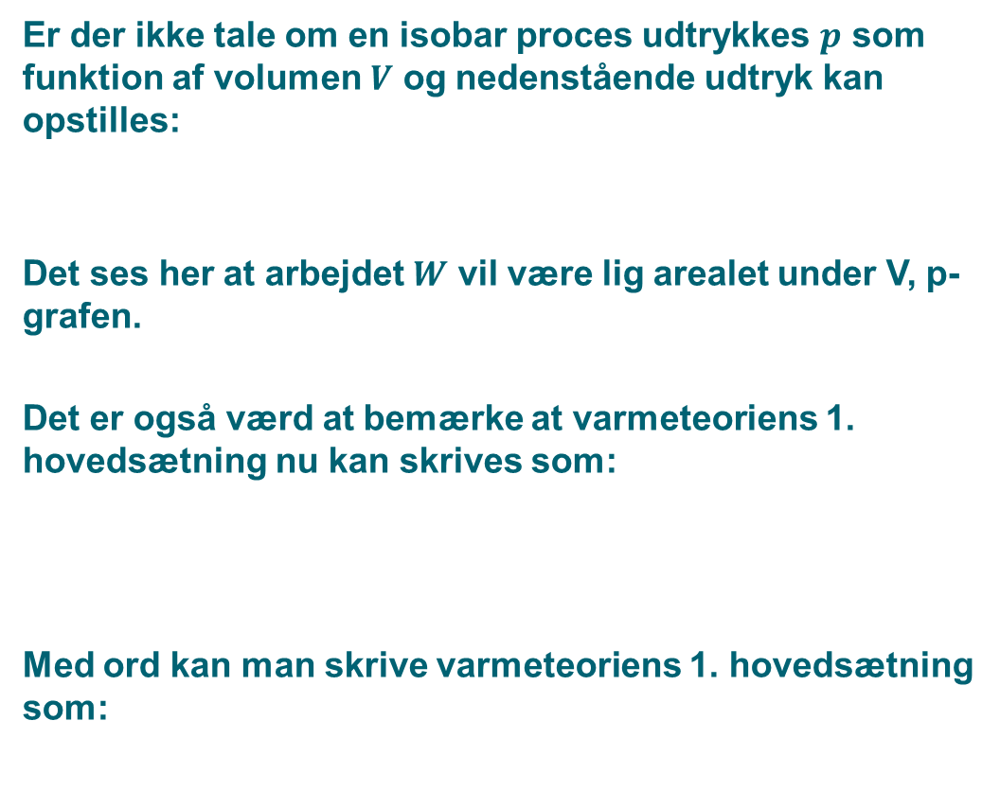 Er der ikke tale om en isobar proces udtrykkes p som
funktion af volumen V og nedenstående udtryk kan
opstilles:
Det ses her at arbejdet W vil være lig arealet under V, p-
grafen.
Det er også værd at bemærke at varmeteoriens 1.
hovedsætning nu kan skrives som:
Med ord kan man skrive varmeteoriens 1. hovedsætning
som: